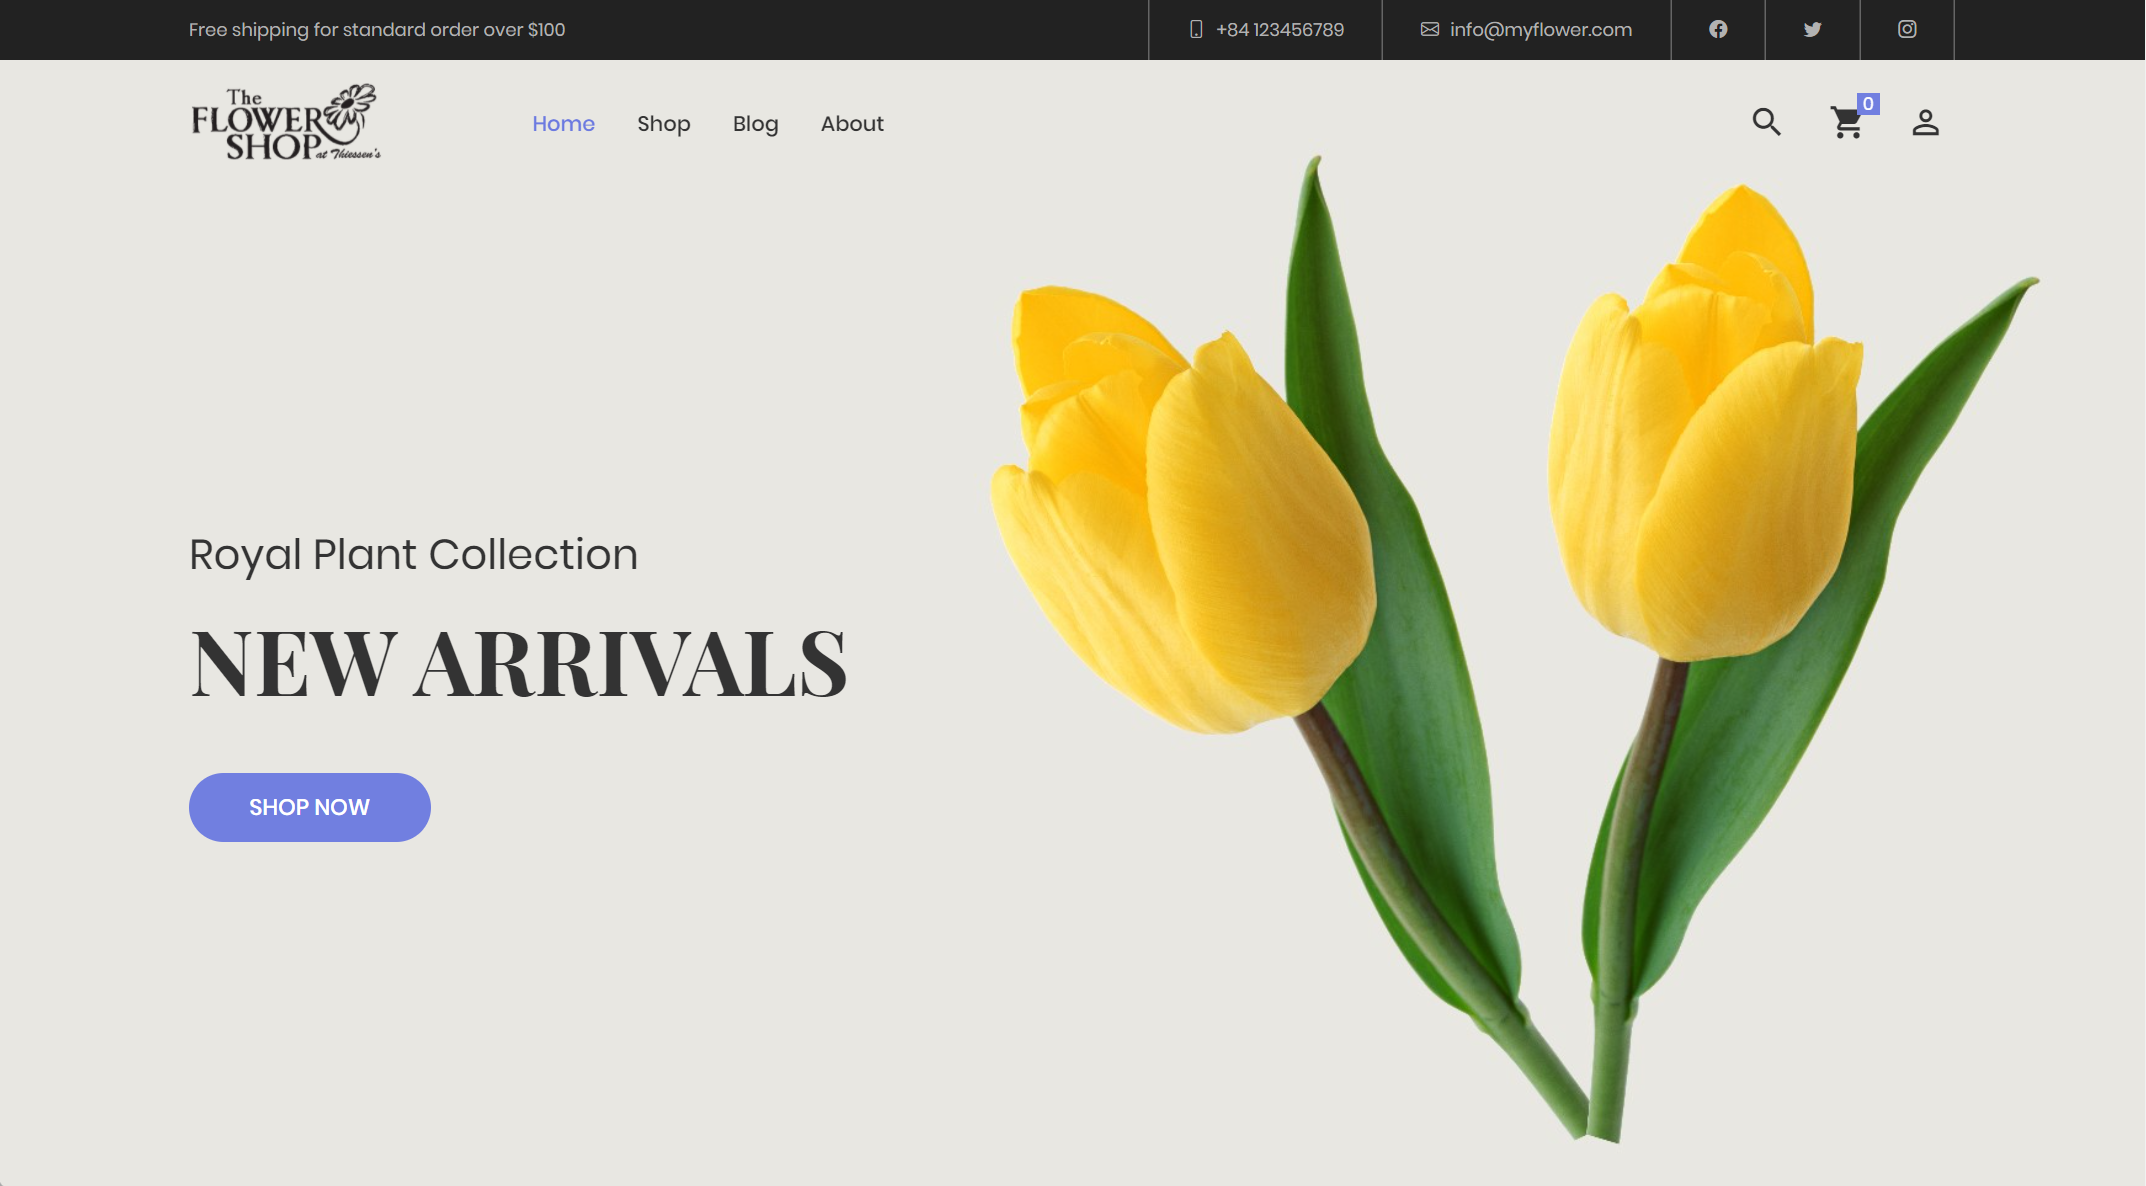 Free shipping for standard order over $100
+84 123456789
info@myflower.com
The
FLOWER
SHOP
at Thiessen's
Home
Shop
Blog
About
0
Royal Plant Collection
NEW ARRIVALS
SHOP NOW